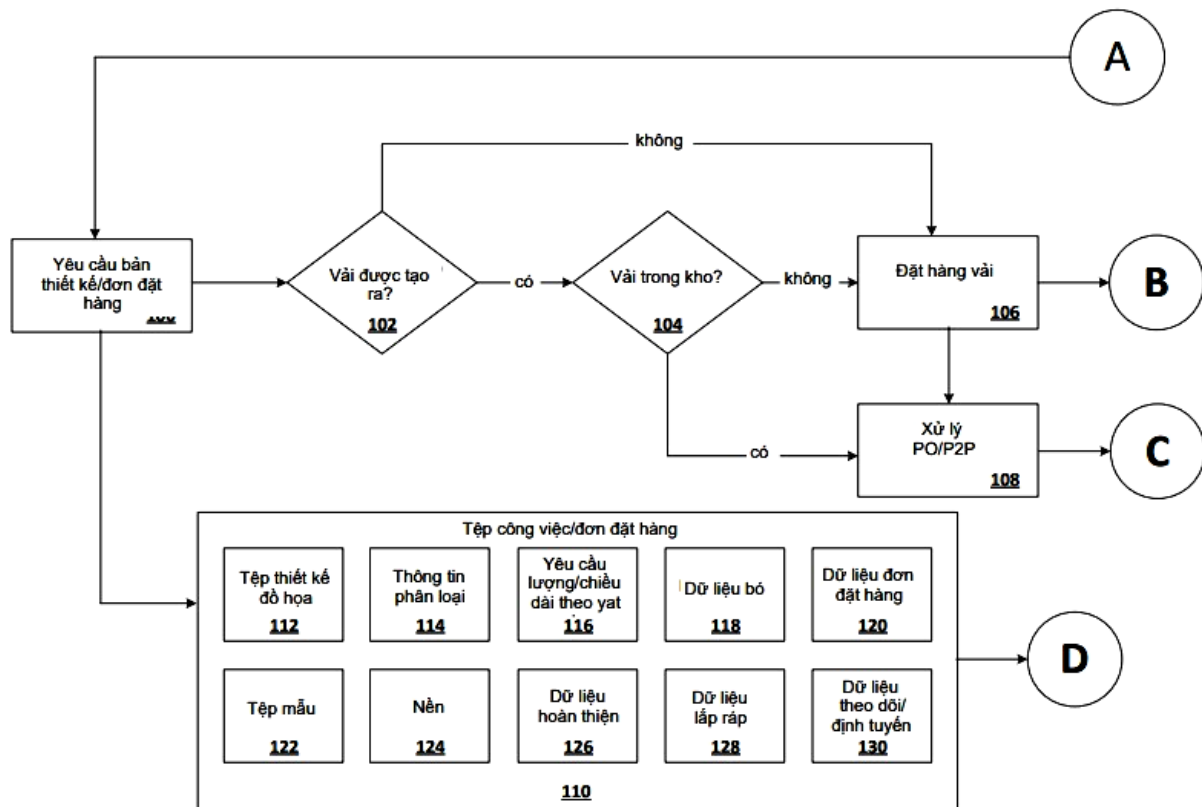 A
không
Yêu cầu bản
thiết kế/đơn đặt
hàng
Vải được tạo
ra?
102
có
Vải trong kho?
104
không
Đặt hàng vải
106
B
có
Xử lý
PO/P2P
108
C
Tệp công việc/đơn đặt hàng
Tệp thiết kế
đồ họa
112
Thông tin
phân loại
114
Yêu cầu
lượng/chiều
dài theo yat
116
Dữ liệu bó
118
Dữ liệu đơn
đặt hàng
120
D
Tệp mẫu
122
Nền
124
Dữ liệu
hoàn thiện
126
Dữ liệu
lắp ráp
128
Dữ liệu
theo dõi/
định tuyến
130
110